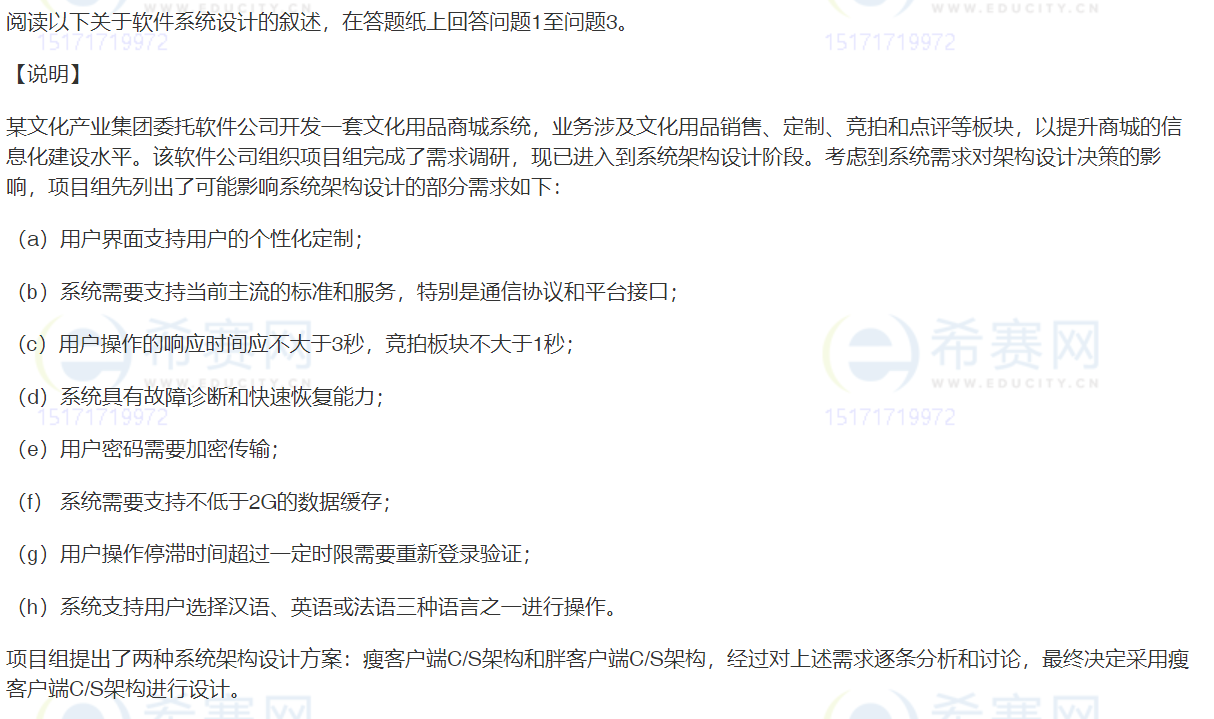 WWW.EDUCITY.CN WWW.EDUCITY.CN
阅读以下关于软件系统设计的叙述，在答题纸上回答问题1至问题3。
15171719972 15171719972
【说明】
某文化产业集团委托软件公司开发一套文化用品商城系统，业务涉及文化用品销售、定制、竞拍和点评等板块，以提升商城的信
息化建设水平。该软件公司组织项目组完成了需求调研，现已进入到系统架构设计阶段。考虑到系统需求对架构设计决策的影
响，项目组先列出了可能影响系统架构设计的部分需求如下：
（a）用户界面支持用户的个性化定制；
（b）系统需要支持当前主流的标准和服务，特别是通信协议和平台接口；
希赛网 希赛网
（c）用户操作的响应时间应不大于3秒，竞拍板块不大于1秒；
WWW.EDUCITY.CN WWW.EDUCITY.CN
（d）系统具有故障诊断和快速恢复能力；
15171719972 15171719972
（e）用户密码需要加密传输；
（f） 系统需要支持不低于2G的数据缓存；
（g）用户操作停滞时间超过一定时限需要重新登录验证；
（h）系统支持用户选择汉语、英语或法语三种语言之一进行操作。
项目组提出了两种系统架构设计方案：瘦客户端C/S架构和胖客户端C/S架构，经过对上述需求逐条分析和讨论，最终决定采用瘦
客户端C/S架构进行设计。
希赛网 希赛网